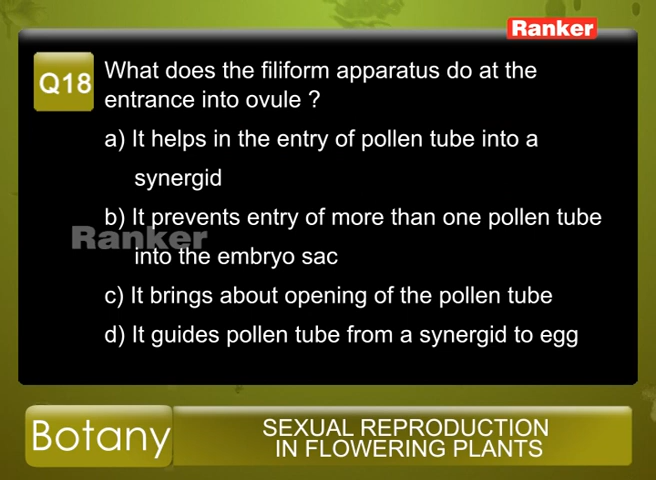 Ranker
Q18
What does the filiform apparatus do at the
entrance into ovule ?
a) It helps in the entry of pollen tube into a
synergid
b) It prevents entry of more than one pollen tube
Ranker
into the embryo sac
c) It brings about opening of the pollen tube
d) It guides pollen tube from a synergid to egg
Botany
SEXUAL REPRODUCTION
IN FLOWERING PLANTS